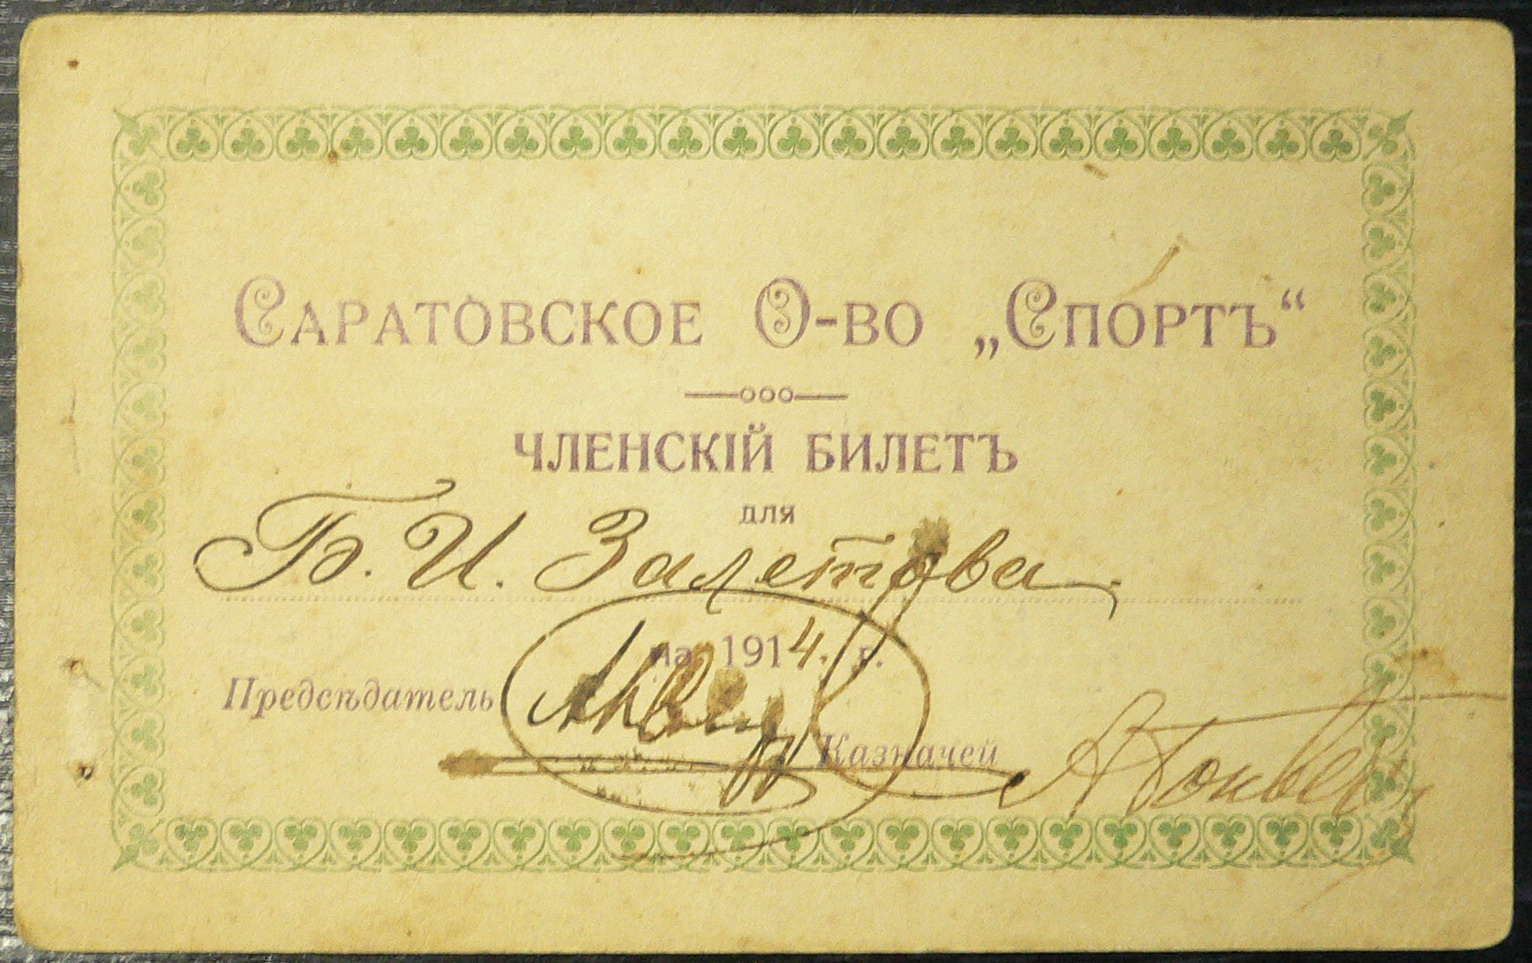 Саратовское О-во „Спортъ“
ЧЛЕНСКІЙ БИЛЕТЪ
для
Б. И. Залетова
на 1914. г.
Предсѣдатель
Казначей